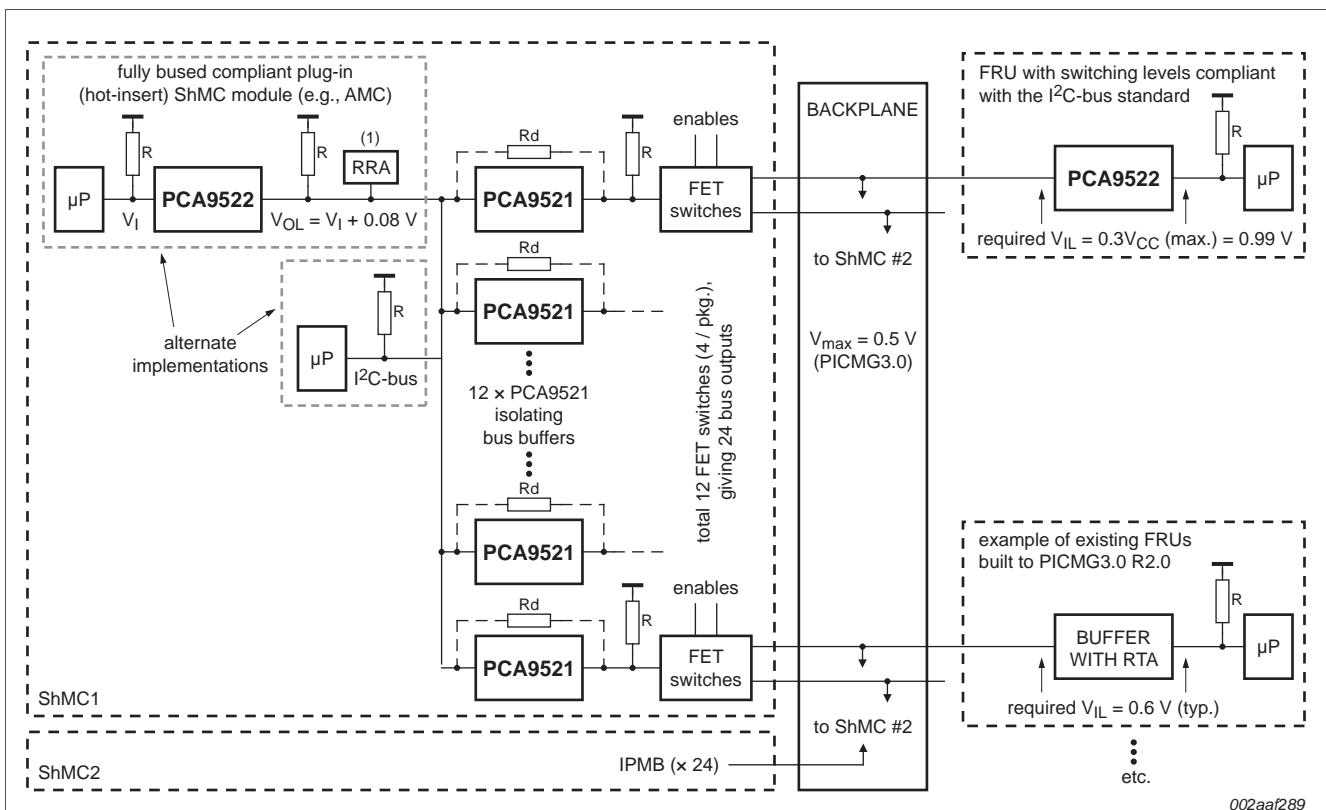 fully bused compliant plug-in
(hot-insert) ShMC module (e.g., AMC)
R
R
(1)
RRA
µP
PCA9522
V_I
V_OL = V_I + 0.08 V
alternate
implementations
µP
R
I²C-bus
Rd
PCA9521
R
enables
FET
switches
Rd
PCA9521
12 × PCA9521
isolating
bus buffers
Rd
PCA9521
Rd
PCA9521
R
enables
FET
switches
total 12 FET switches (4 / pkg.),
giving 24 bus outputs
ShMC1
ShMC2
IPMB (× 24)
BACKPLANE
to ShMC #2
V_max = 0.5 V
(PICMG3.0)
to ShMC #2
FRU with switching levels compliant
with the I²C-bus standard
R
PCA9522
µP
required V_IL = 0.3V_CC (max.) = 0.99 V
example of existing FRUs
built to PICMG3.0 R2.0
R
BUFFER
WITH RTA
µP
required V_IL = 0.6 V (typ.)
etc.
002aaf289